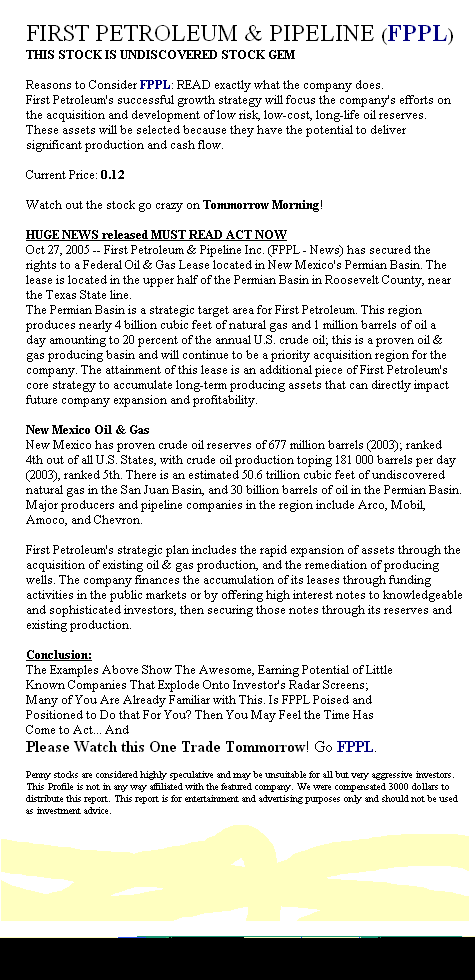 FIRST PETROLEUM & PIPELINE (FPPL)
THIS STOCK IS UNDISCOVERED STOCK GEM
Reasons to Consider FPPL: READ exactly what the company does.
First Petroleum's successful growth strategy will focus the company's efforts on
the acquisition and development of low risk, low-cost, long-life oil reserves.
These assets will be selected because they have the potential to deliver
significant production and cash flow.
Current Price: 0.12
Watch out the stock go crazy on Tommorrow Morning!
HUGE NEWS released MUST READ ACT NOW
Oct 27, 2005 -- First Petroleum & Pipeline Inc. (FPPL - News) has secured the
rights to a Federal Oil & Gas Lease located in New Mexico's Permian Basin. The
lease is located in the upper half of the Permian Basin in Roosevelt County, near
the Texas State line.
The Permian Basin is a strategic target area for First Petroleum. This region
produces nearly 4 billion cubic feet of natural gas and 1 million barrels of oil a
day amounting to 20 percent of the annual U.S. crude oil; this is a proven oil &
gas producing basin and will continue to be a priority acquisition region for the
company. The attainment of this lease is an additional piece of First Petroleum's
core strategy to accumulate long-term producing assets that can directly impact
future company expansion and profitability.
New Mexico Oil & Gas
New Mexico has proven crude oil reserves of 677 million barrels (2003); ranked
4th out of all U.S. States, with crude oil production toping 181 000 barrels per day
(2003), ranked 5th. There is an estimated 50.6 trillion cubic feet of undiscovered
natural gas in the San Juan Basin, and 30 billion barrels of oil in the Permian Basin.
Major producers and pipeline companies in the region include Arco, Mobil,
Amoco, and Chevron.
First Petroleum's strategic plan includes the rapid expansion of assets through the
acquisition of existing oil & gas production, and the remediation of producing
wells. The company finances the accumulation of its leases through funding
activities in the public markets or by offering high interest notes to knowledgeable
and sophisticated investors, then securing those notes through its reserves and
existing production.
Conclusion:
The Examples Above Show The Awesome, Earning Potential of Little
Known Companies That Explode Onto Investor's Radar Screens;
Many of You Are Already Familiar with This. Is FPPL Poised and
Positioned to Do that For You? Then You May Feel the Time Has
Come to Act... And
Please Watch this One Trade Tommorrow! Go FPPL.
Penny stocks are considered highly speculative and may be unsuitable for all but very aggressive investors.
This Profile is not in any way affiliated with the featured company. We were compensated 3000 dollars to
distribute this report. This report is for entertainment and advertising purposes only and should not be used
as investment advice.